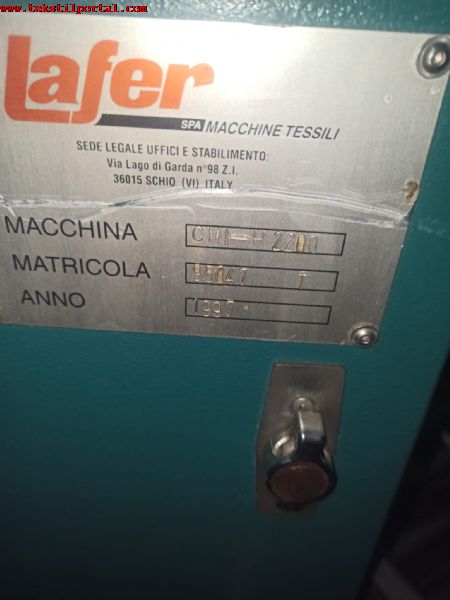 www.tekstilportal.com
Lafer
SPA MACCHINE TESSILI
SEDE LEGALE UFFICI E STABILIMENTO:
Via Lago di Garda n°98 Z.I.
36015 SCHIO (VI) ITALY
MACCHINA
MATRICOLA T
ANNO 1997